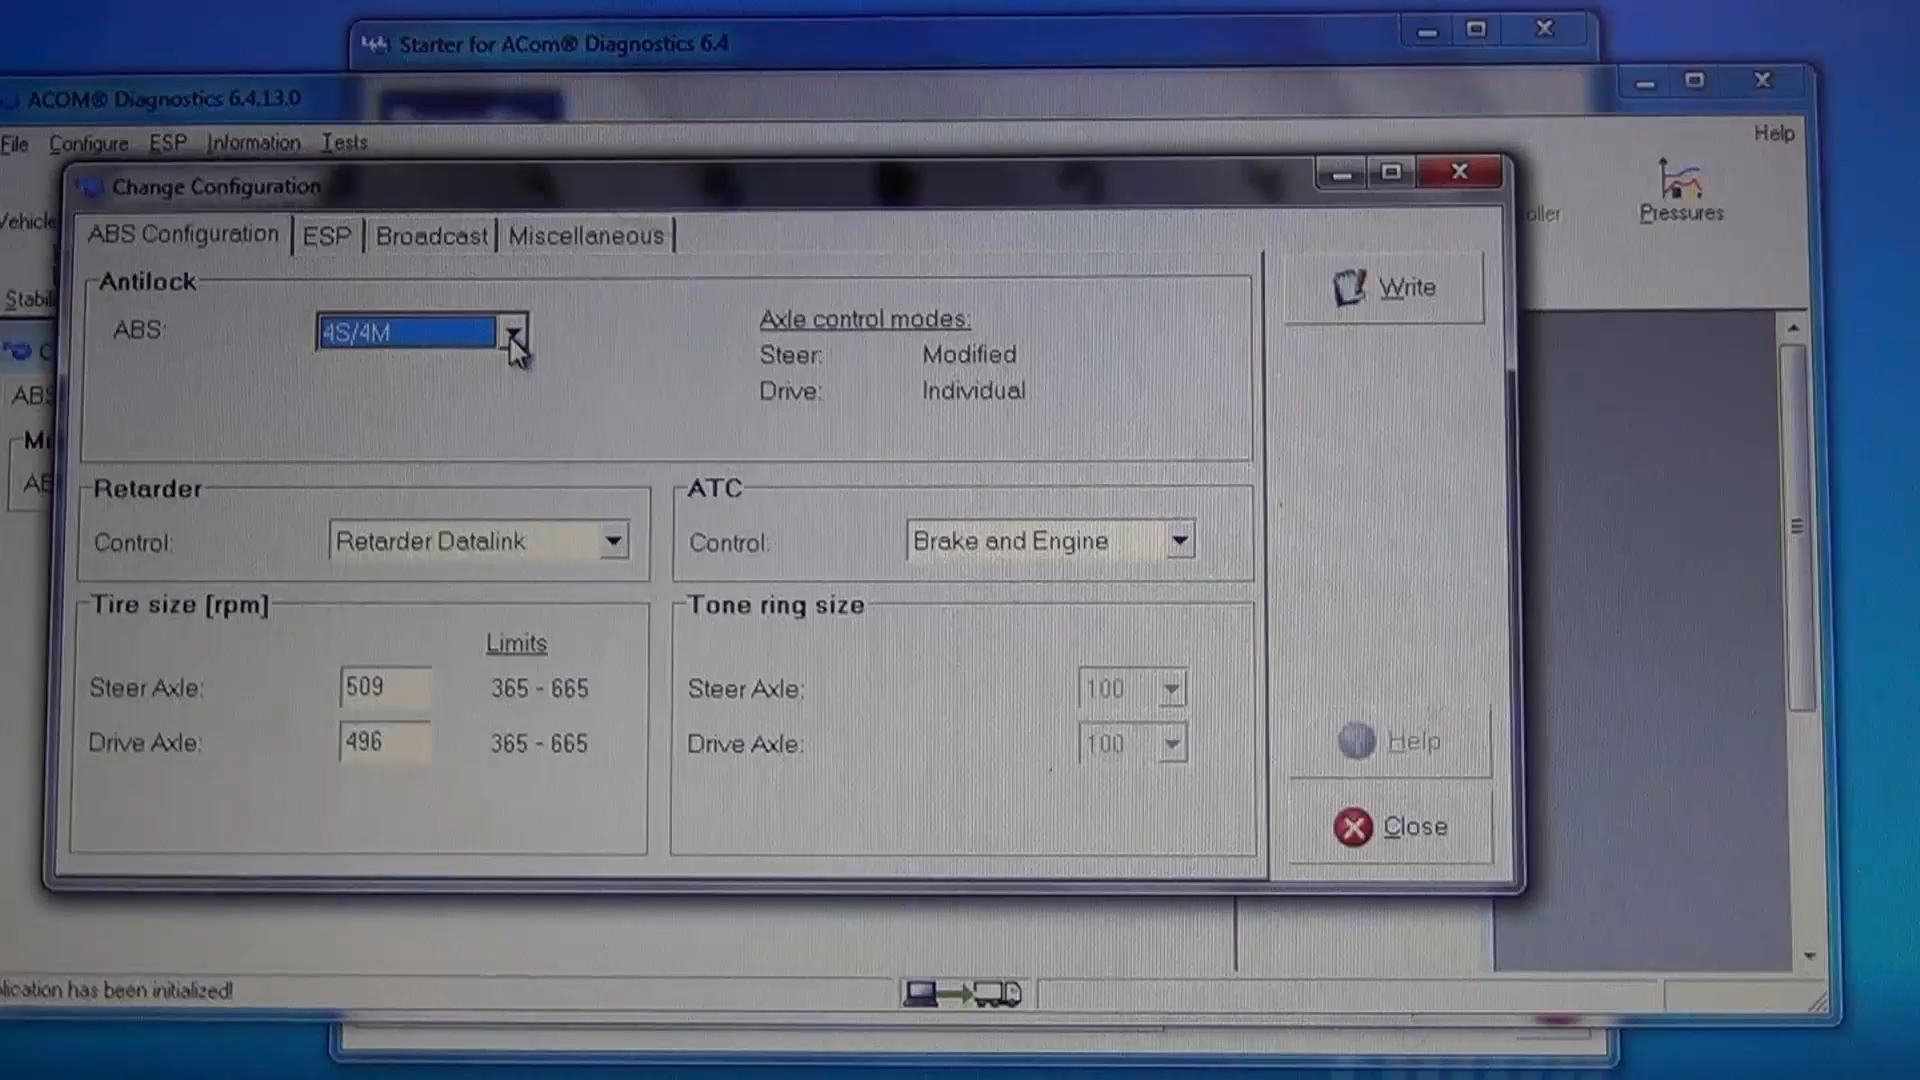 Starter for ACom® Diagnostics 6.4
ACOM® Diagnostics 6.4.13.0
File Configure ESP Information Tests Help
Change Configuration
Pressures
ABS Configuration ESP Broadcast Miscellaneous
Antilock
ABS: 4S/4M
Axle control modes:
Steer: Modified
Drive: Individual
Write
Retarder
Control: Retarder Datalink
ATC
Control: Brake and Engine
Tire size [rpm]
Limits
Steer Axle: 509 365 - 665
Drive Axle: 496 365 - 665
Tone ring size
Steer Axle: 100
Drive Axle: 100
Help
Close
ABS
has been initialized!